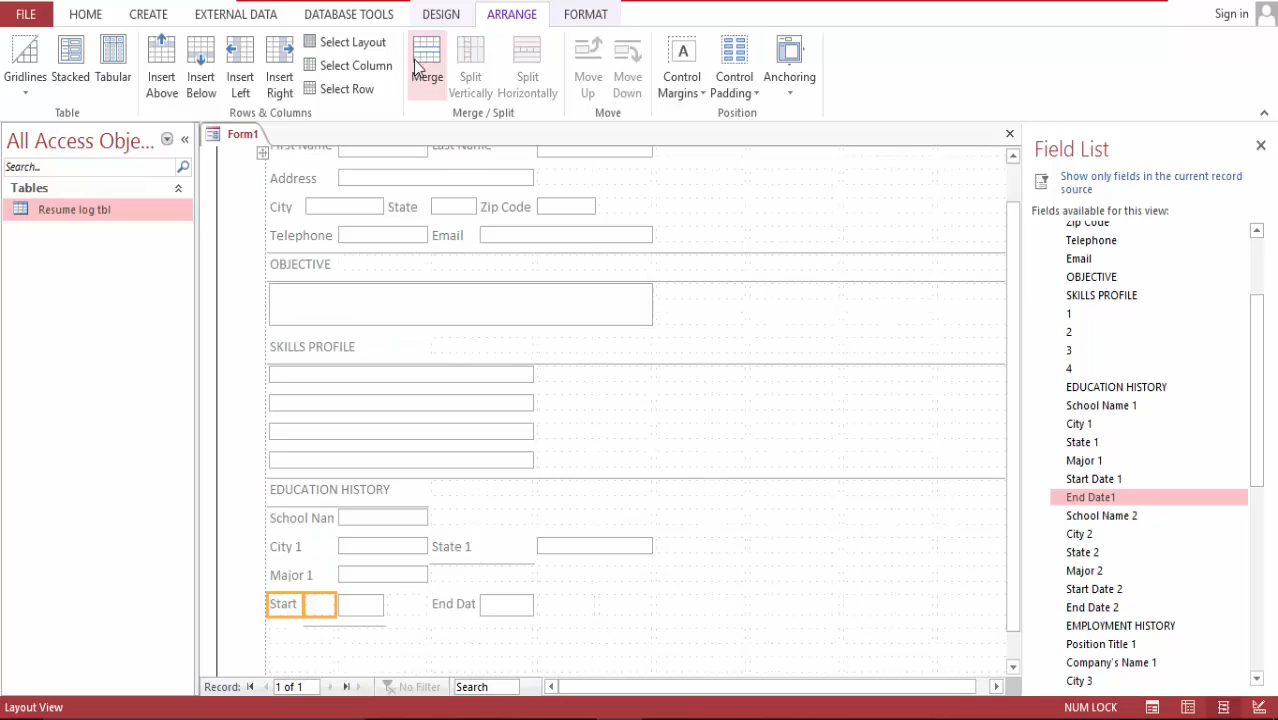 FILE HOME CREATE EXTERNAL DATA DATABASE TOOLS DESIGN ARRANGE FORMAT Sign in
Gridlines Stacked Tabular
Insert Above
Insert Below
Insert Left
Insert Right
Select Layout
Select Column
Select Row
Merge
Split Vertically
Split Horizontally
Move Up
Move Down
Control Margins
Control Padding
Anchoring
Table Rows & Columns Merge / Split Move Position
All Access Obje...
Search...
Tables
Resume log tbl
Form1
First Name Last Name
Address
City State Zip Code
Telephone Email
OBJECTIVE
SKILLS PROFILE
EDUCATION HISTORY
School Nan
City 1 State 1
Major 1
Start End Dat
Record: 1 of 1 No Filter Search
Field List
Show only fields in the current record
source
Fields available for this view:
Zip Code
Telephone
Email
OBJECTIVE
SKILLS PROFILE
1
2
3
4
EDUCATION HISTORY
School Name 1
City 1
State 1
Major 1
Start Date 1
End Date1
School Name 2
City 2
State 2
Major 2
Start Date 2
End Date 2
EMPLOYMENT HISTORY
Position Title 1
Company's Name 1
City 3
Layout View NUM LOCK